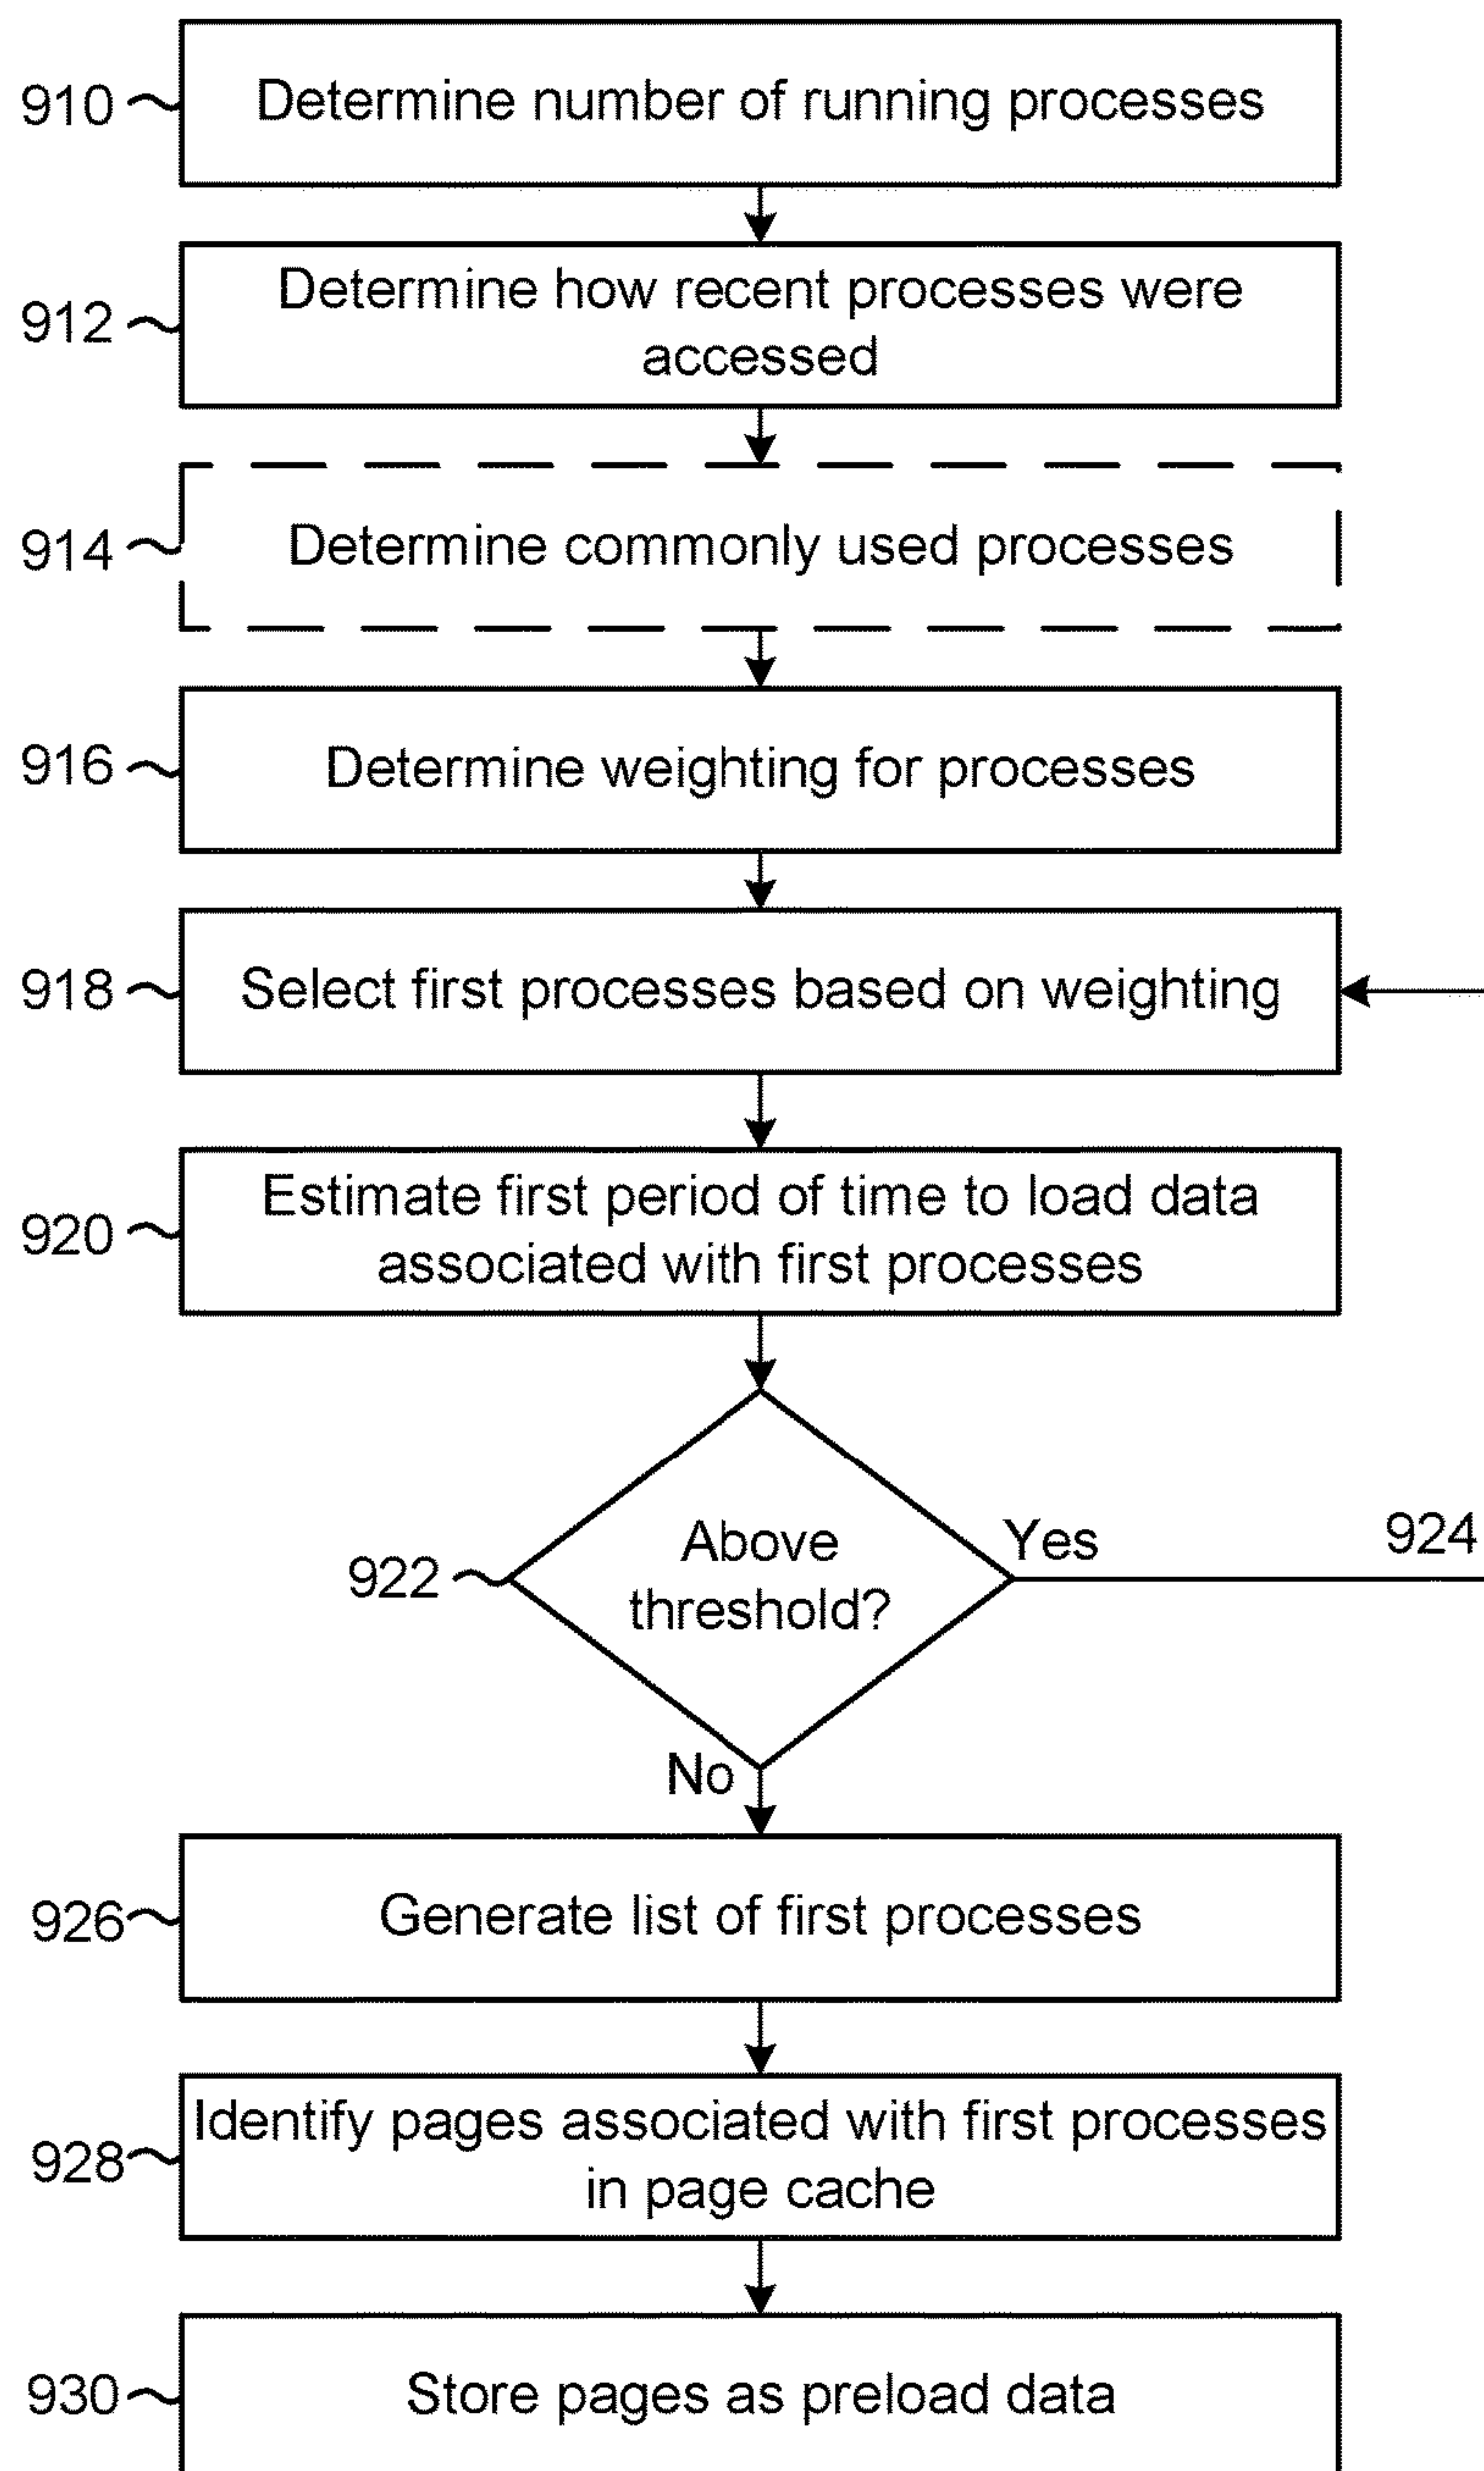 910
Determine number of running processes
912
Determine how recent processes were
accessed
914
Determine commonly used processes
916
Determine weighting for processes
918
Select first processes based on weighting
920
Estimate first period of time to load data
associated with first processes
922
Above
threshold?
Yes
924
No
926
Generate list of first processes
928
Identify pages associated with first processes
in page cache
930
Store pages as preload data